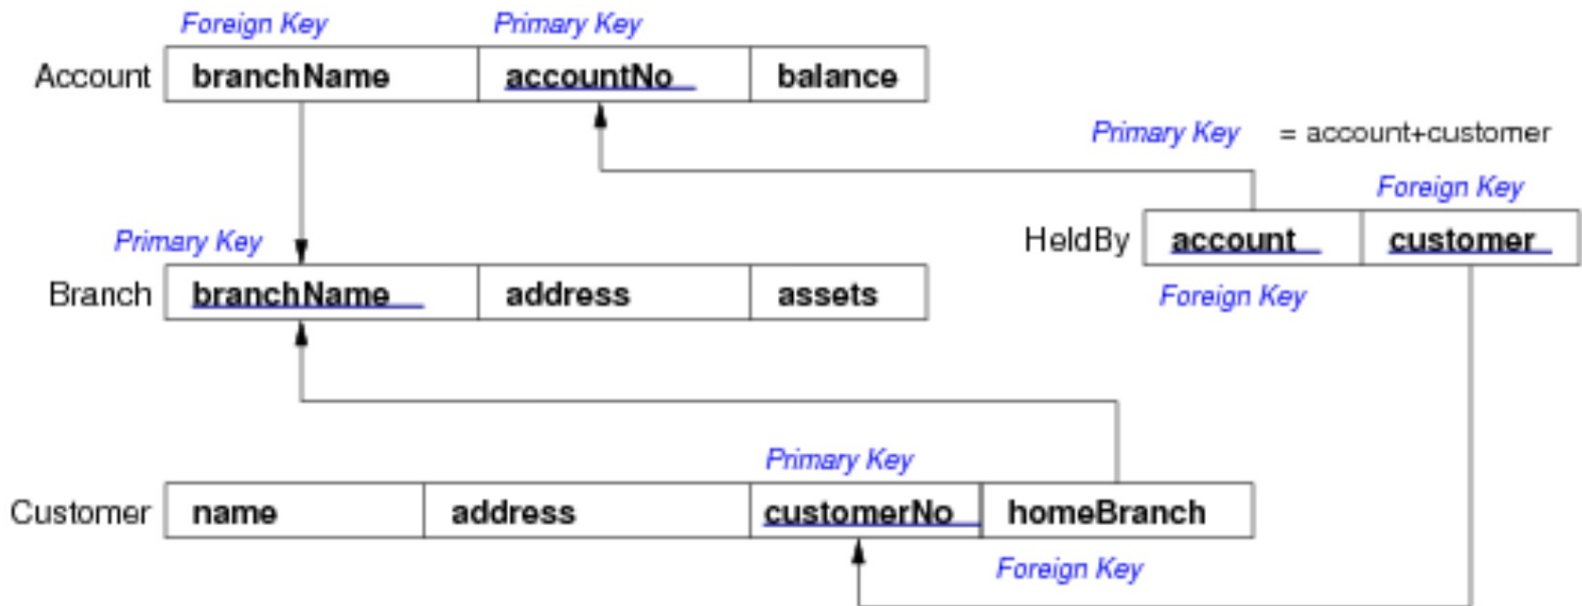 Foreign Key Primary Key
Account branchName accountNo balance
Primary Key = account+customer
Foreign Key
HeldBy account customer
Foreign Key
Primary Key
Branch branchName address assets
Primary Key
Customer name address customerNo homeBranch
Foreign Key